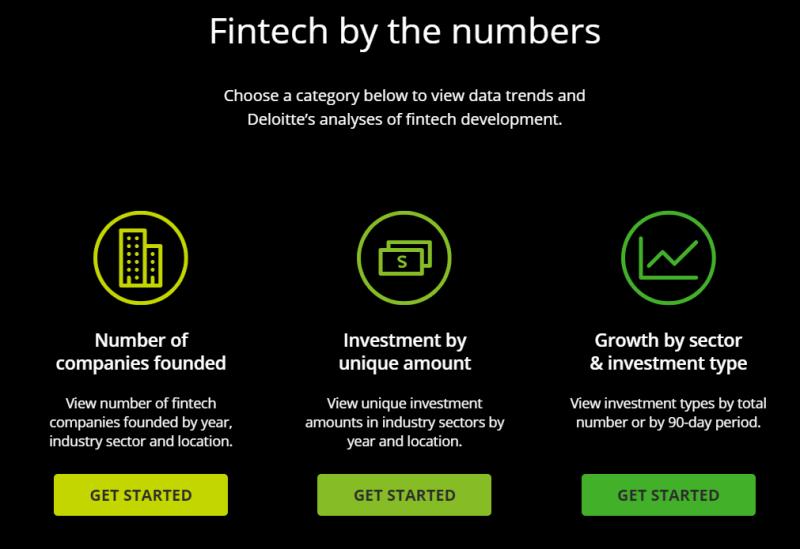 Fintech by the numbers
Choose a category below to view data trends and
Deloitte’s analyses of fintech development.
S
Number of
companies founded
View number of fintech
companies founded by year,
industry sector and location.
GET STARTED
Investment by
unique amount
View unique investment
amounts in industry sectors by
year and location.
GET STARTED
Growth by sector
& investment type
View investment types by total
number or by 90-day period.
GET STARTED